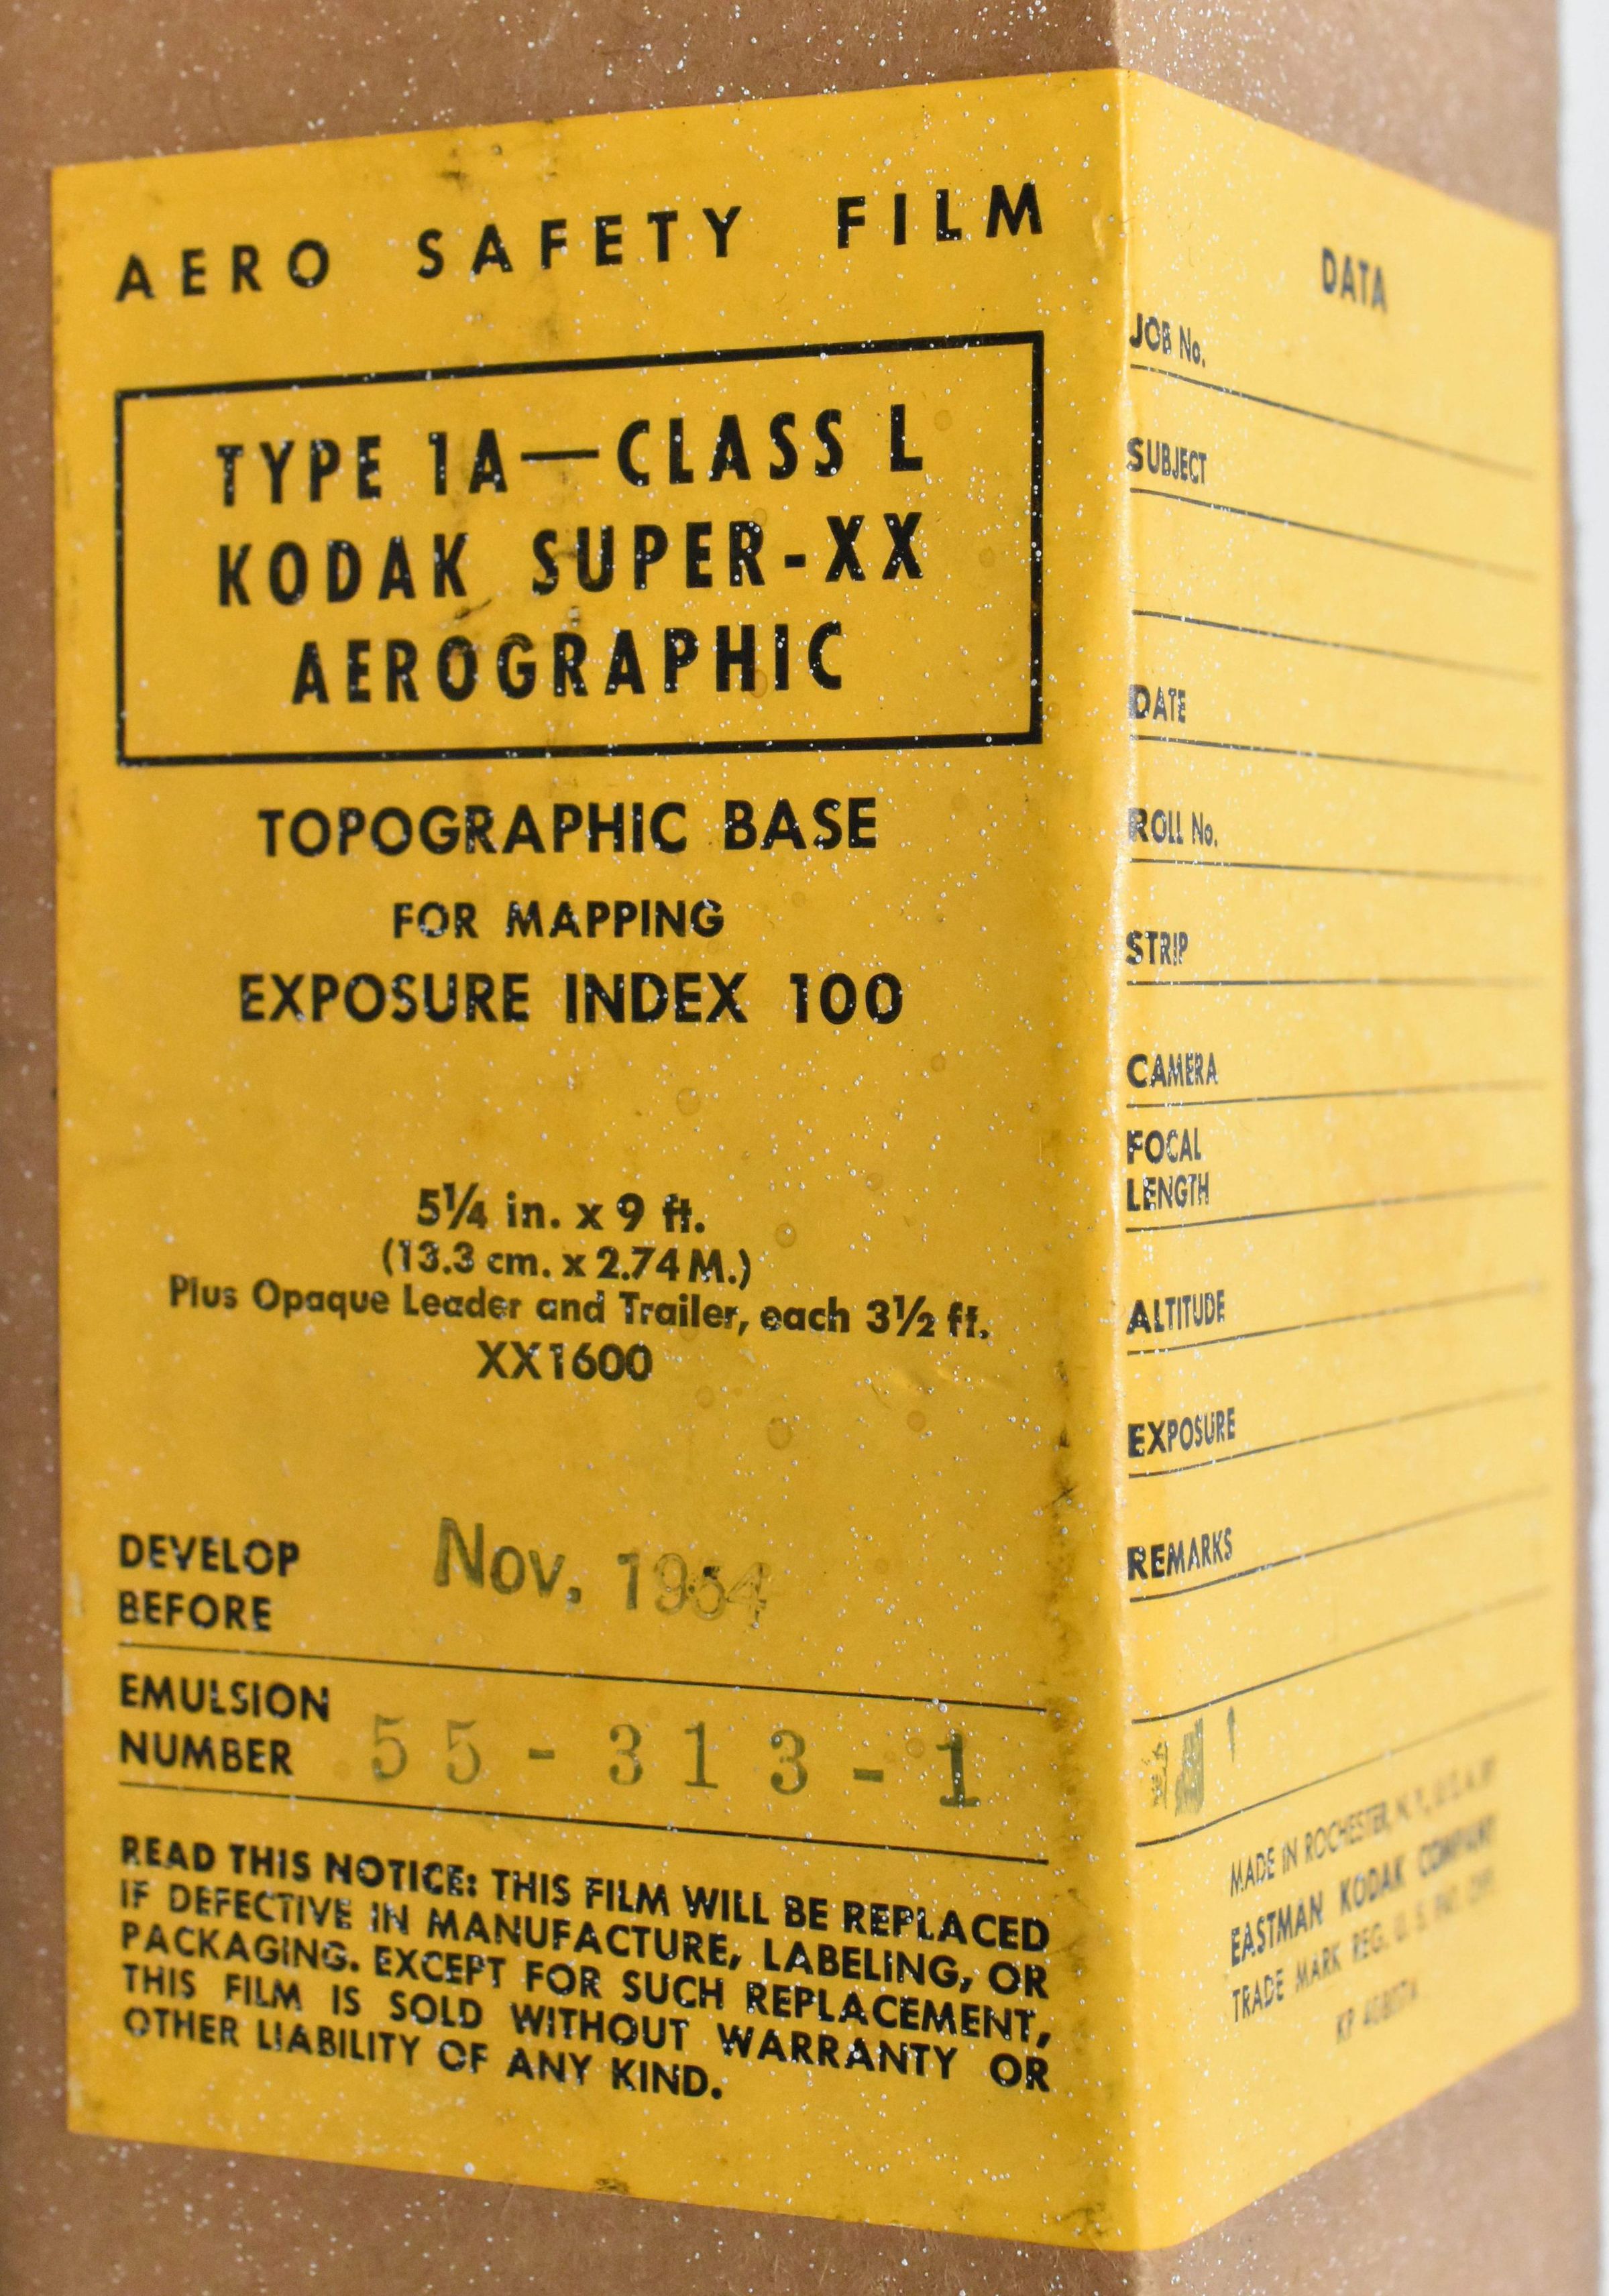 AERO SAFETY FILM
TYPE 1A—CLASS L
KODAK SUPER-XX
AEROGRAPHIC
TOPOGRAPHIC BASE
FOR MAPPING
EXPOSURE INDEX 100
5¼ in. x 9 ft.
(13.3 cm. x 2.74 M.)
Plus Opaque Leader and Trailer, each 3½ ft.
XX1600
DEVELOP
BEFORE
Nov.
EMULSION
NUMBER
55-313-1
READ THIS NOTICE: THIS FILM WILL BE REPLACED
IF DEFECTIVE IN MANUFACTURE, LABELING, OR
PACKAGING. EXCEPT FOR SUCH REPLACEMENT,
THIS FILM IS SOLD WITHOUT WARRANTY OR
OTHER LIABILITY OF ANY KIND.
DATA
JOB No.
SUBJECT
DATE
ROLL No.
STRIP
CAMERA
FOCAL
LENGTH
ALTITUDE
EXPOSURE
REMARKS
MADE IN ROCHESTER, N. Y., U.S.A. BY
EASTMAN KODAK COMPANY
TRADE MARK REG. U. S. PAT. OFF.
KP